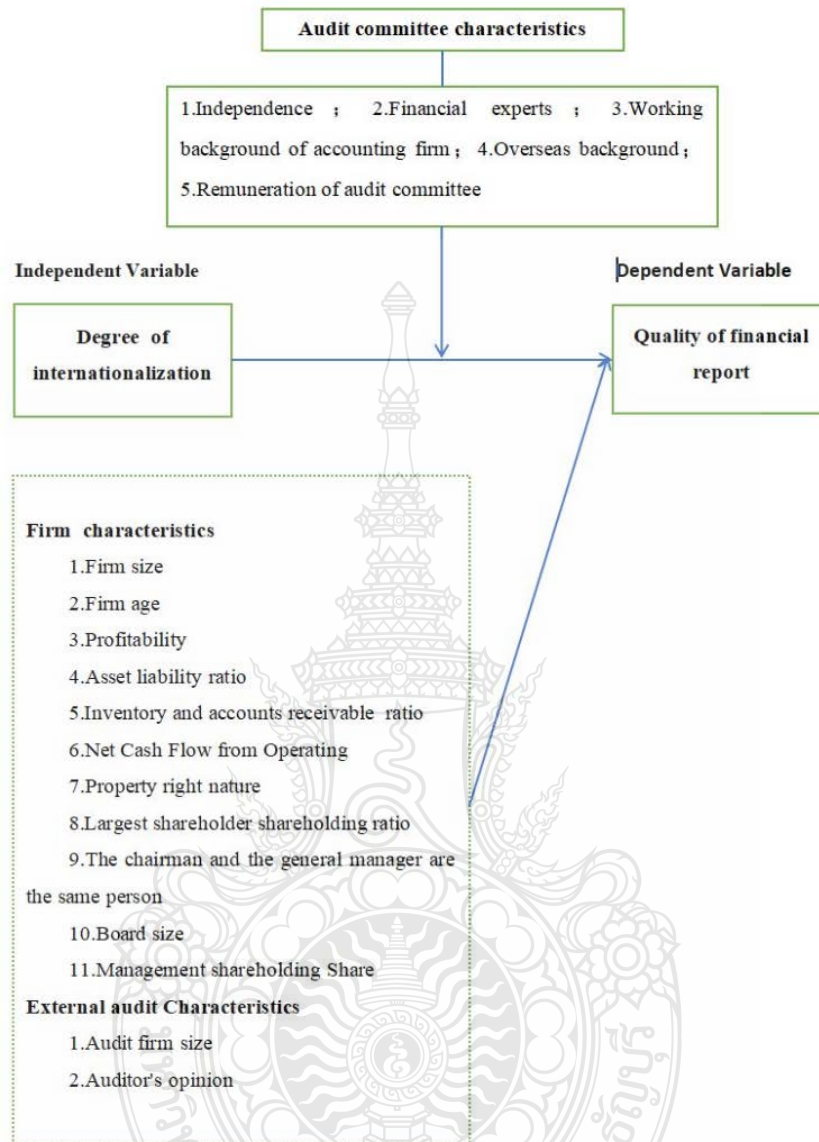 Audit committee characteristics
1.Independence ; 2.Financial experts ; 3.Working
background of accounting firm; 4.Overseas background;
5.Remuneration of audit committee
Independent Variable
Dependent Variable
Degree of
internationalization
Quality of financial
report
Firm characteristics
1.Firm size
2.Firm age
3.Profitability
4.Asset liability ratio
5.Inventory and accounts receivable ratio
6.Net Cash Flow from Operating
7.Property right nature
8.Largest shareholder shareholding ratio
9.The chairman and the general manager are
the same person
10.Board size
11.Management shareholding Share
External audit Characteristics
1.Audit firm size
2.Auditor's opinion